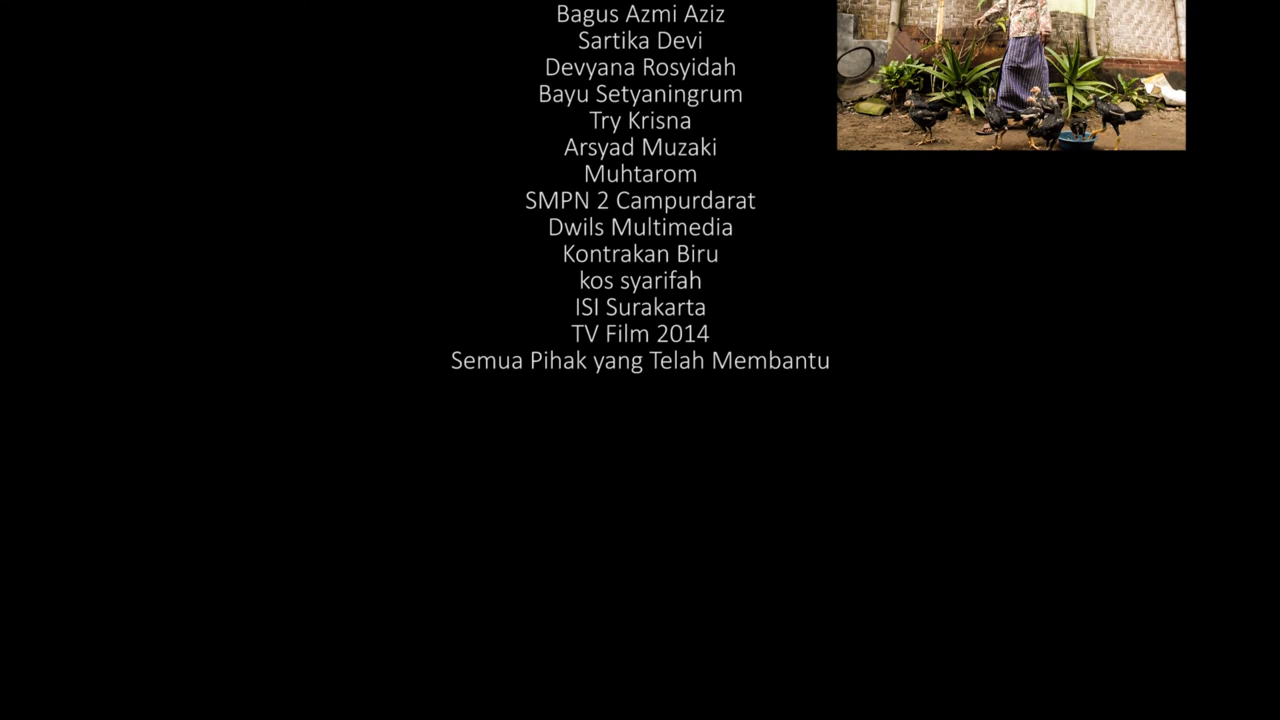 Bagus Azmi Aziz
Sartika Devi
Devyana Rosyidah
Bayu Setyaningrum
Try Krisna
Arsyad Muzaki
Muhtarom
SMPN 2 Campurdarat
Dwils Multimedia
Kontrakan Biru
kos syarifah
ISI Surakarta
TV Film 2014
Semua Pihak yang Telah Membantu